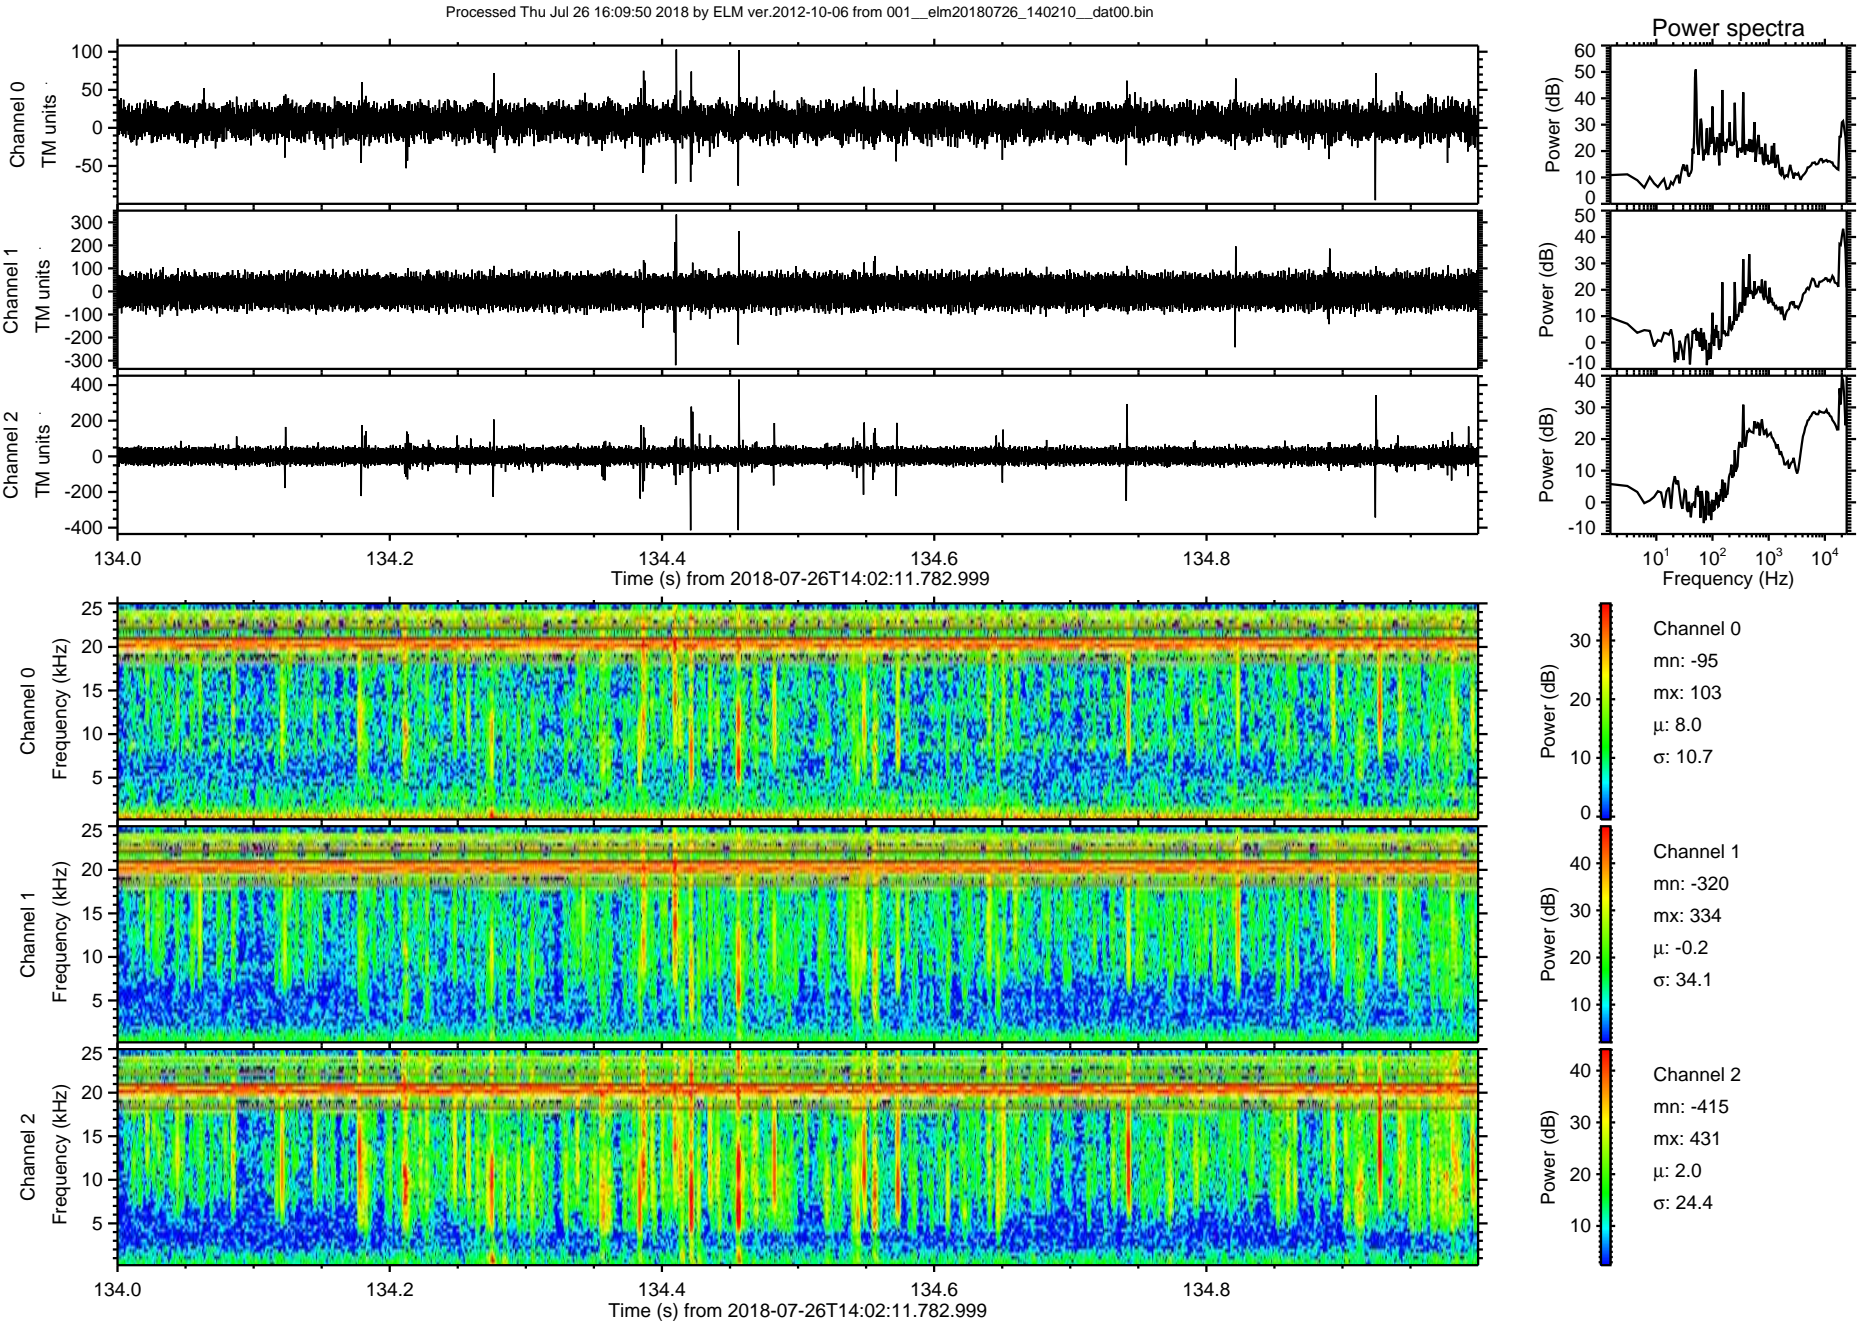 Processed Thu Jul 26 16:09:50 2018 by ELM ver.2012-10-06 from 001__elm20180726_140210__dat00.bin
Power spectra
Channel 0
TM units
100
50
0
-50
Power (dB)
60
50
40
30
20
10
0
Channel 1
TM units
300
200
100
0
-100
-200
-300
Power (dB)
50
40
30
20
10
0
-10
Channel 2
TM units
400
200
0
-200
-400
Power (dB)
40
30
20
10
0
-10
134.0 134.2 134.4 134.6 134.8
Time (s) from 2018-07-26T14:02:11.782.999
10¹ 10² 10³ 10⁴
Frequency (Hz)
Channel 0
Frequency (kHz)
25
20
15
10
5
Power (dB)
30
20
10
0
Channel 0
mn: -95
mx: 103
μ: 8.0
σ: 10.7
Channel 1
Frequency (kHz)
25
20
15
10
5
Power (dB)
40
30
20
10
Channel 1
mn: -320
mx: 334
μ: -0.2
σ: 34.1
Channel 2
Frequency (kHz)
25
20
15
10
5
Power (dB)
40
30
20
10
Channel 2
mn: -415
mx: 431
μ: 2.0
σ: 24.4
134.0 134.2 134.4 134.6 134.8
Time (s) from 2018-07-26T14:02:11.782.999